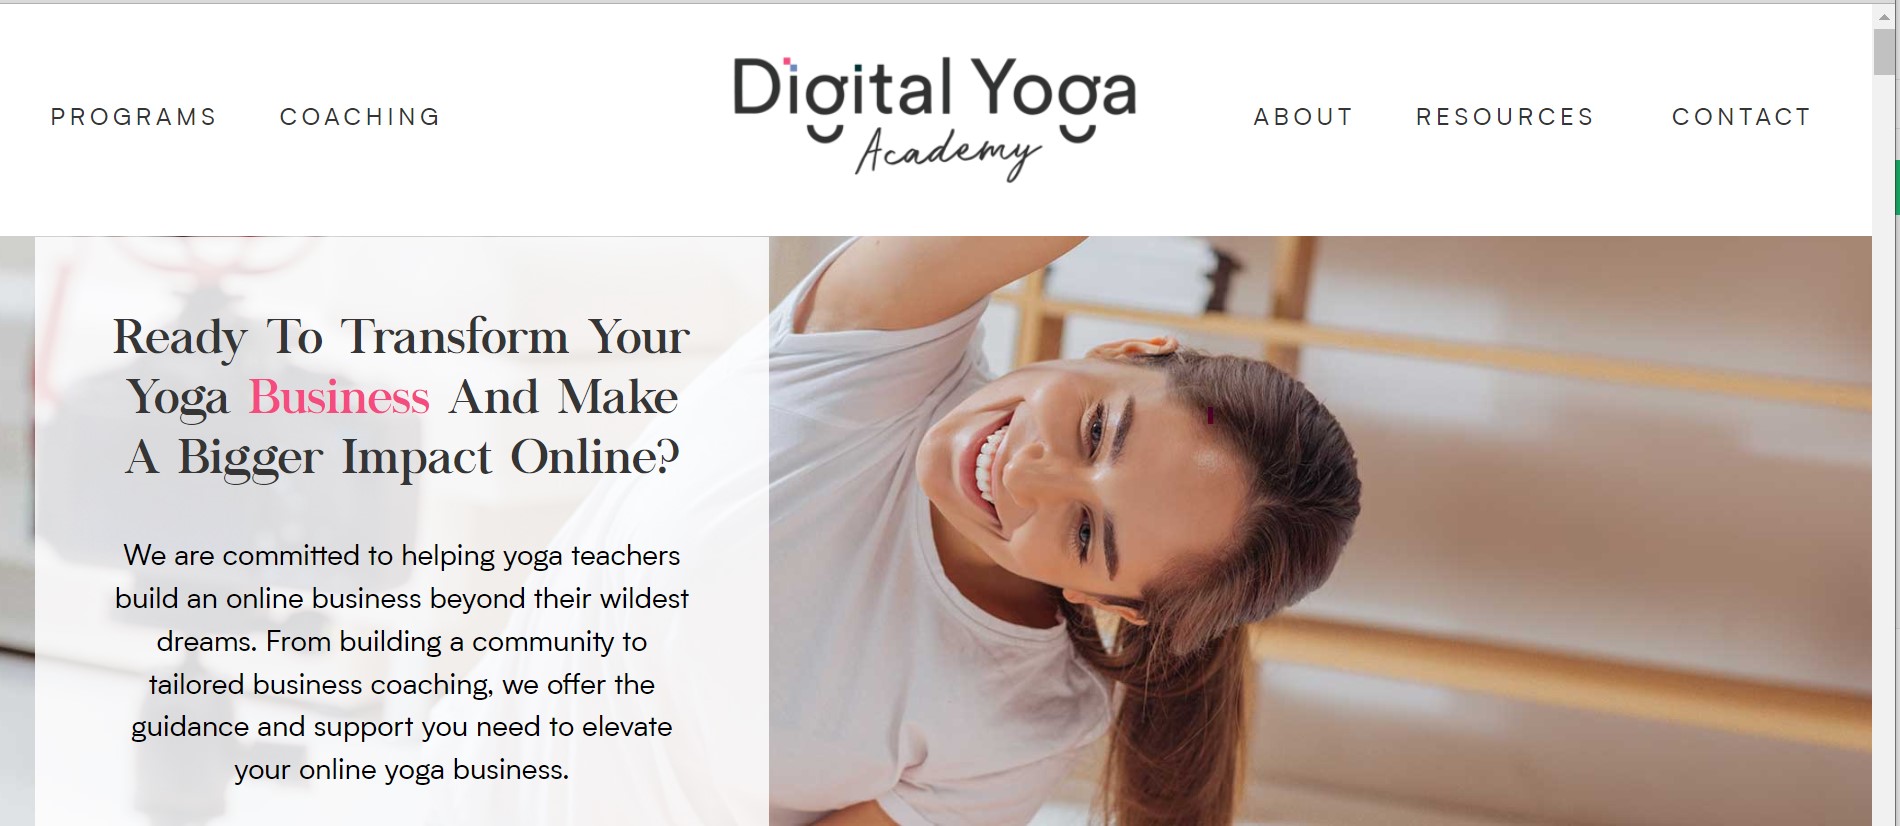 PROGRAMS
COACHING
Digital Yoga
Academy
ABOUT
RESOURCES
CONTACT
Ready To Transform Your
Yoga Business And Make
A Bigger Impact Online?
We are committed to helping yoga teachers
build an online business beyond their wildest
dreams. From building a community to
tailored business coaching, we offer the
guidance and support you need to elevate
your online yoga business.